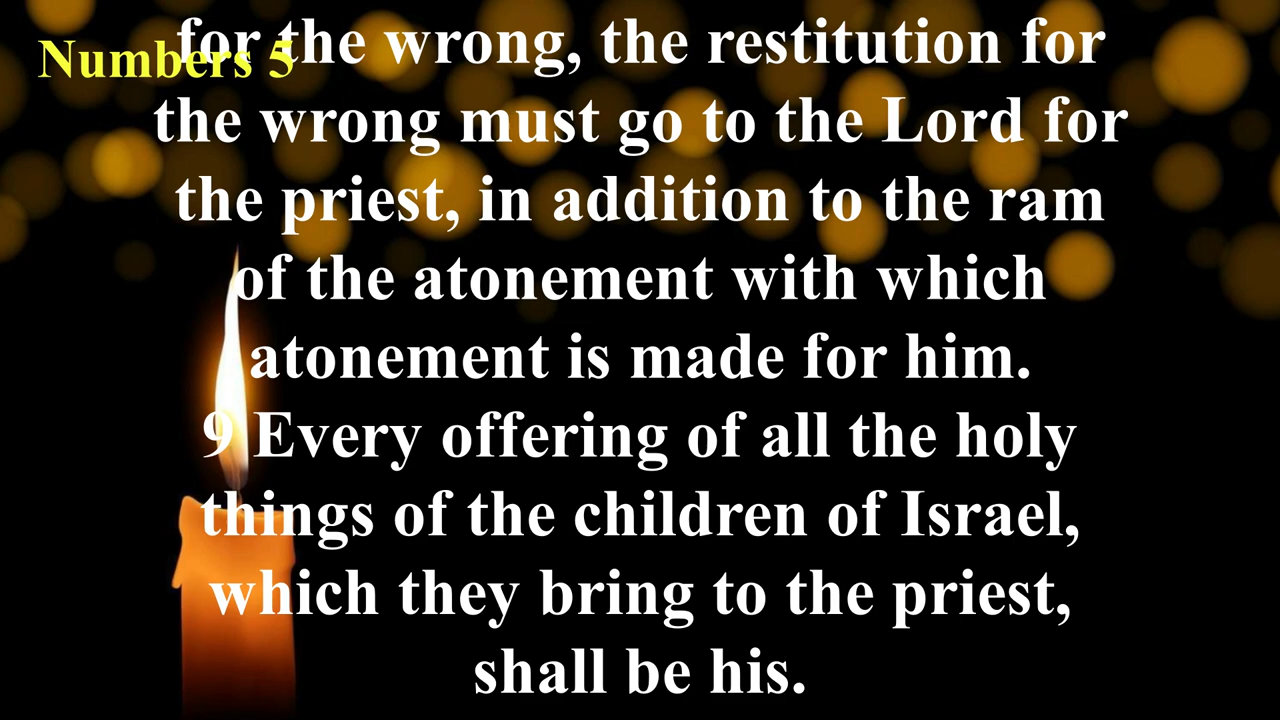 Numbers 5
for the wrong, the restitution for
the wrong must go to the Lord for
the priest, in addition to the ram
of the atonement with which
atonement is made for him.
9 Every offering of all the holy
things of the children of Israel,
which they bring to the priest,
shall be his.